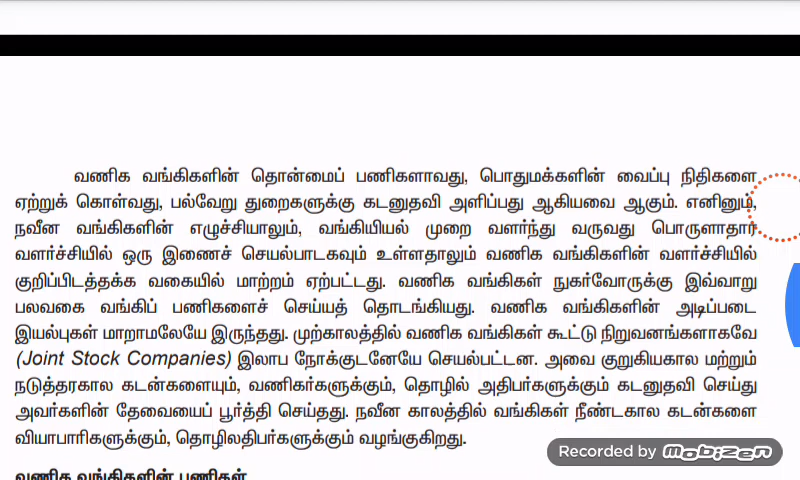 வணிக வங்கிகளின் தொன்மைப் பணிகளாவது, பொதுமக்களின் வைப்பு நிதிகளை
ஏற்றுக் கொள்வது, பல்வேறு துறைகளுக்கு கடனுதவி அளிப்பது ஆகியவை ஆகும். எனினும்,
நவீன வங்கிகளின் எழுச்சியாலும், வங்கியியல் முறை வளர்ந்து வருவது பொருளாதார
வளர்ச்சியில் ஒரு இணைச் செயல்பாடகவும் உள்ளதாலும் வணிக வங்கிகளின் வளர்ச்சியில்
குறிப்பிடத்தக்க வகையில் மாற்றம் ஏற்பட்டது. வணிக வங்கிகள் நுகர்வோருக்கு இவ்வாறு
பலவகை வங்கிப் பணிகளைச் செய்யத் தொடங்கியது. வணிக வங்கிகளின் அடிப்படை
இயல்புகள் மாறாமலேயே இருந்தது. முற்காலத்தில் வணிக வங்கிகள் கூட்டு நிறுவனங்களாகவே
(Joint Stock Companies) இலாப நோக்குடனேயே செயல்பட்டன. அவை குறுகியகால மற்றும்
நடுத்தரகால கடன்களையும், வணிகர்களுக்கும், தொழில் அதிபர்களுக்கும் கடனுதவி செய்து
அவர்களின் தேவையைப் பூர்த்தி செய்தது. நவீன காலத்தில் வங்கிகள் நீண்டகால கடன்களை
வியாபாரிகளுக்கும், தொழிலதிபர்களுக்கும் வழங்குகிறது.
Recorded by mobizen
வணிக வங்கிகளின் பணிகள்